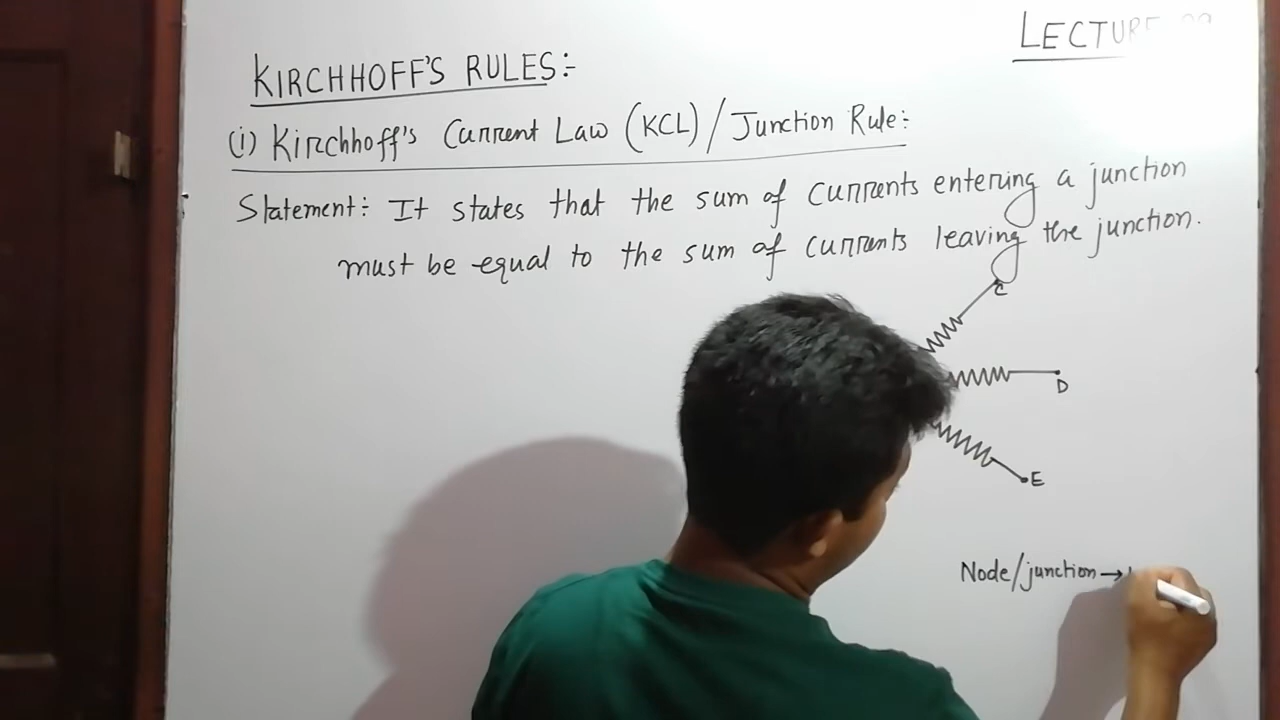 LECTURE
KIRCHHOFF'S RULES:-
(i) Kirchhoff's Current Law (KCL) / Junction Rule:-
Statement:- It states that the sum of currents entering a junction
must be equal to the sum of currents leaving the junction.
C
D
E
Node/junction →